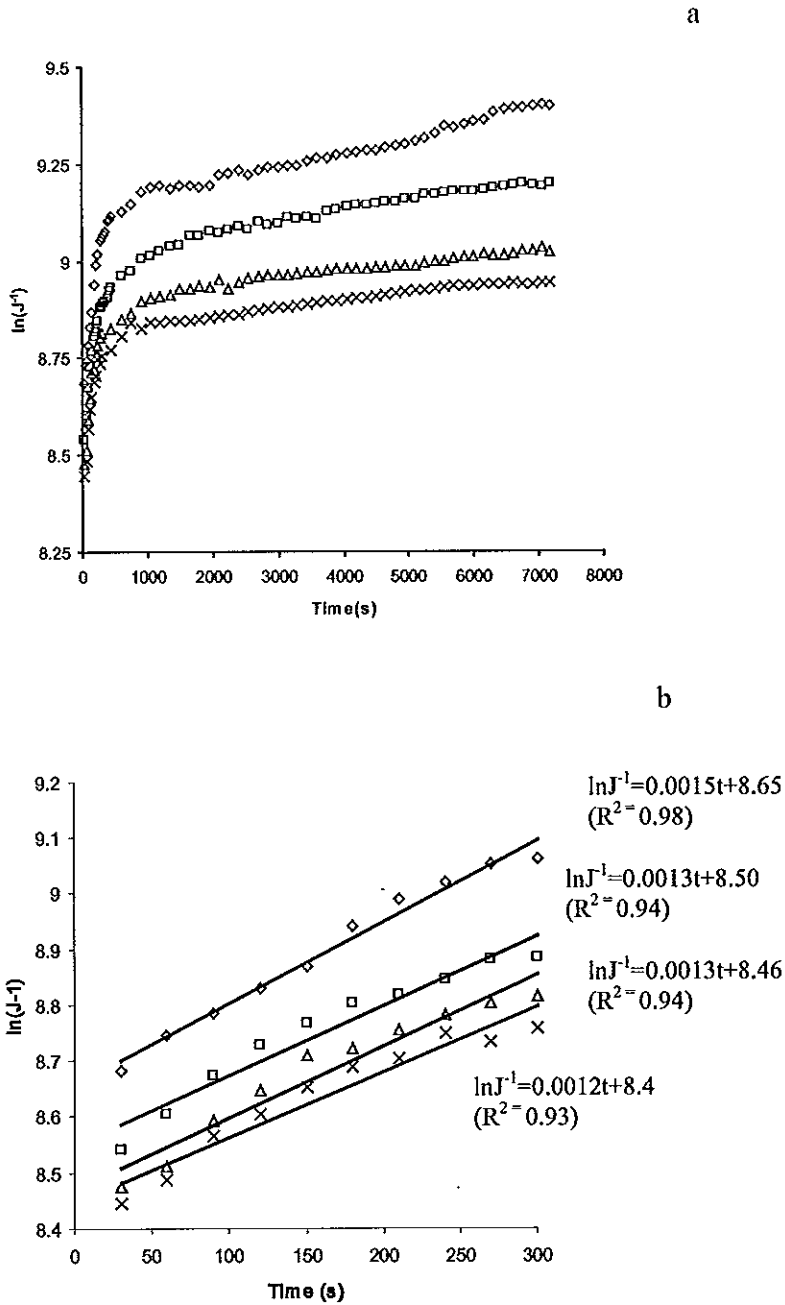 a
9.5
9.25
9
8.75
8.5
8.25
ln(J⁻¹)
0 1000 2000 3000 4000 5000 6000 7000 8000
Time(s)
b
9.2
9.1
9
8.9
8.8
8.7
8.6
8.5
8.4
ln(J-1)
lnJ⁻¹=0.0015t+8.65
(R² = 0.98)
lnJ⁻¹=0.0013t+8.50
(R² = 0.94)
lnJ⁻¹=0.0013t+8.46
(R² = 0.94)
lnJ⁻¹=0.0012t+8.4
(R² = 0.93)
0 50 100 150 200 250 300
Time (s)